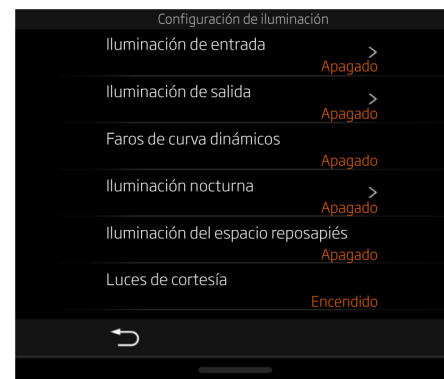 Configuración de iluminación
Iluminación de entrada
Apagado
Iluminación de salida
Apagado
Faros de curva dinámicos
Apagado
Iluminación nocturna
Apagado
Iluminación del espacio reposapiés
Apagado
Luces de cortesía
Encendido